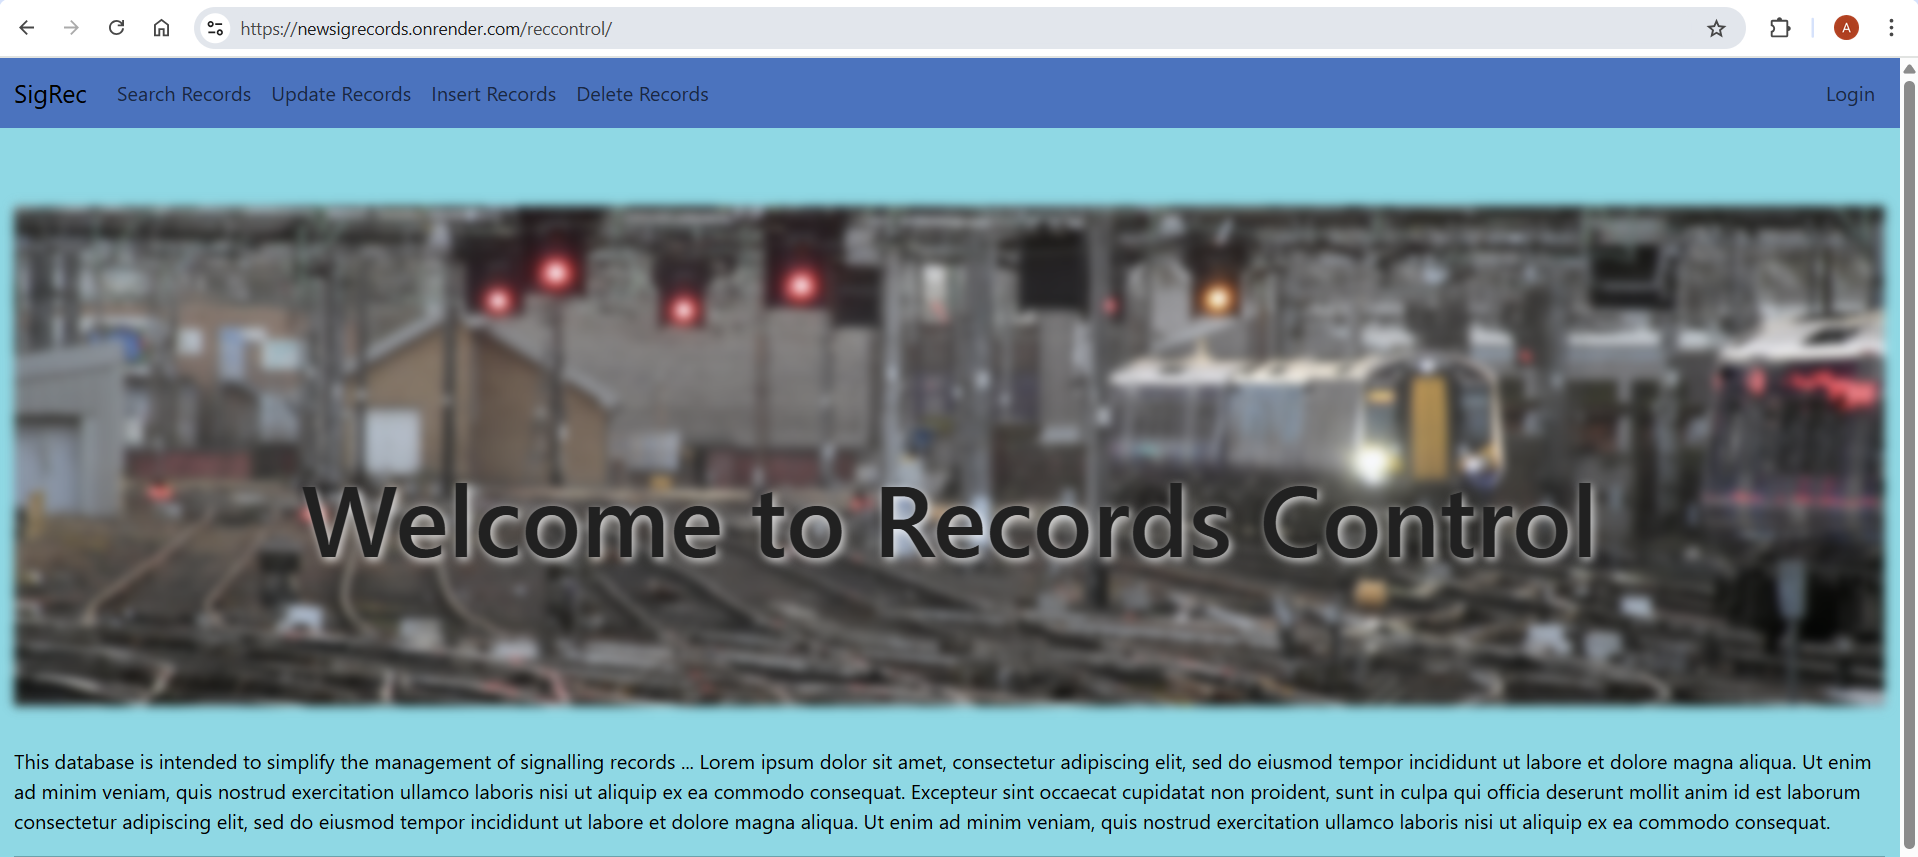 https://newsigrecords.onrender.com/reccontrol/
A
SigRec Search Records Update Records Insert Records Delete Records Login
Welcome to Records Control
This database is intended to simplify the management of signalling records ... Lorem ipsum dolor sit amet, consectetur adipiscing elit, sed do eiusmod tempor incididunt ut labore et dolore magna aliqua. Ut enim
ad minim veniam, quis nostrud exercitation ullamco laboris nisi ut aliquip ex ea commodo consequat. Excepteur sint occaecat cupidatat non proident, sunt in culpa qui officia deserunt mollit anim id est laborum
consectetur adipiscing elit, sed do eiusmod tempor incididunt ut labore et dolore magna aliqua. Ut enim ad minim veniam, quis nostrud exercitation ullamco laboris nisi ut aliquip ex ea commodo consequat.